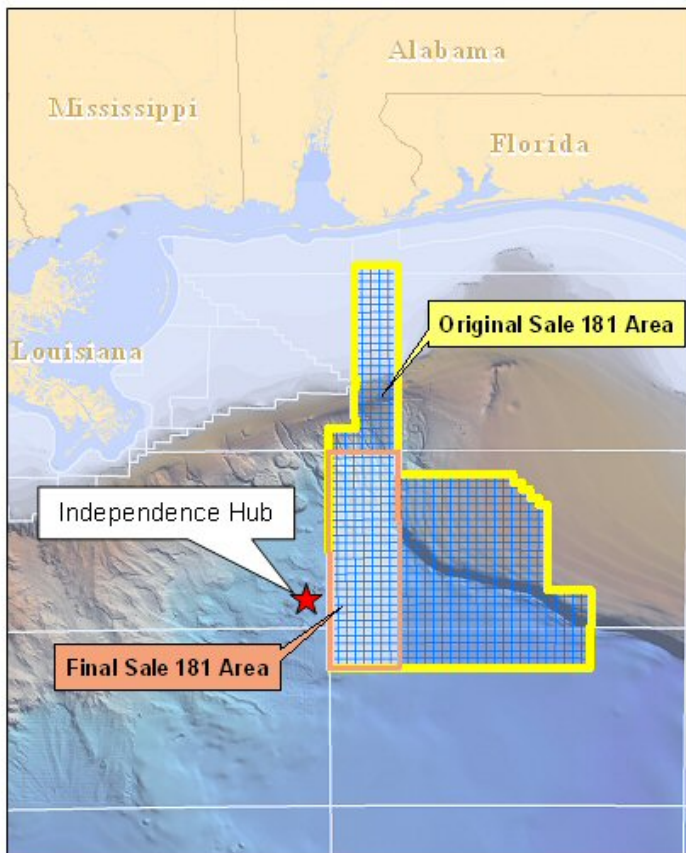 Alabama
Mississippi
Florida
Original Sale 181 Area
Louisiana
Independence Hub
Final Sale 181 Area